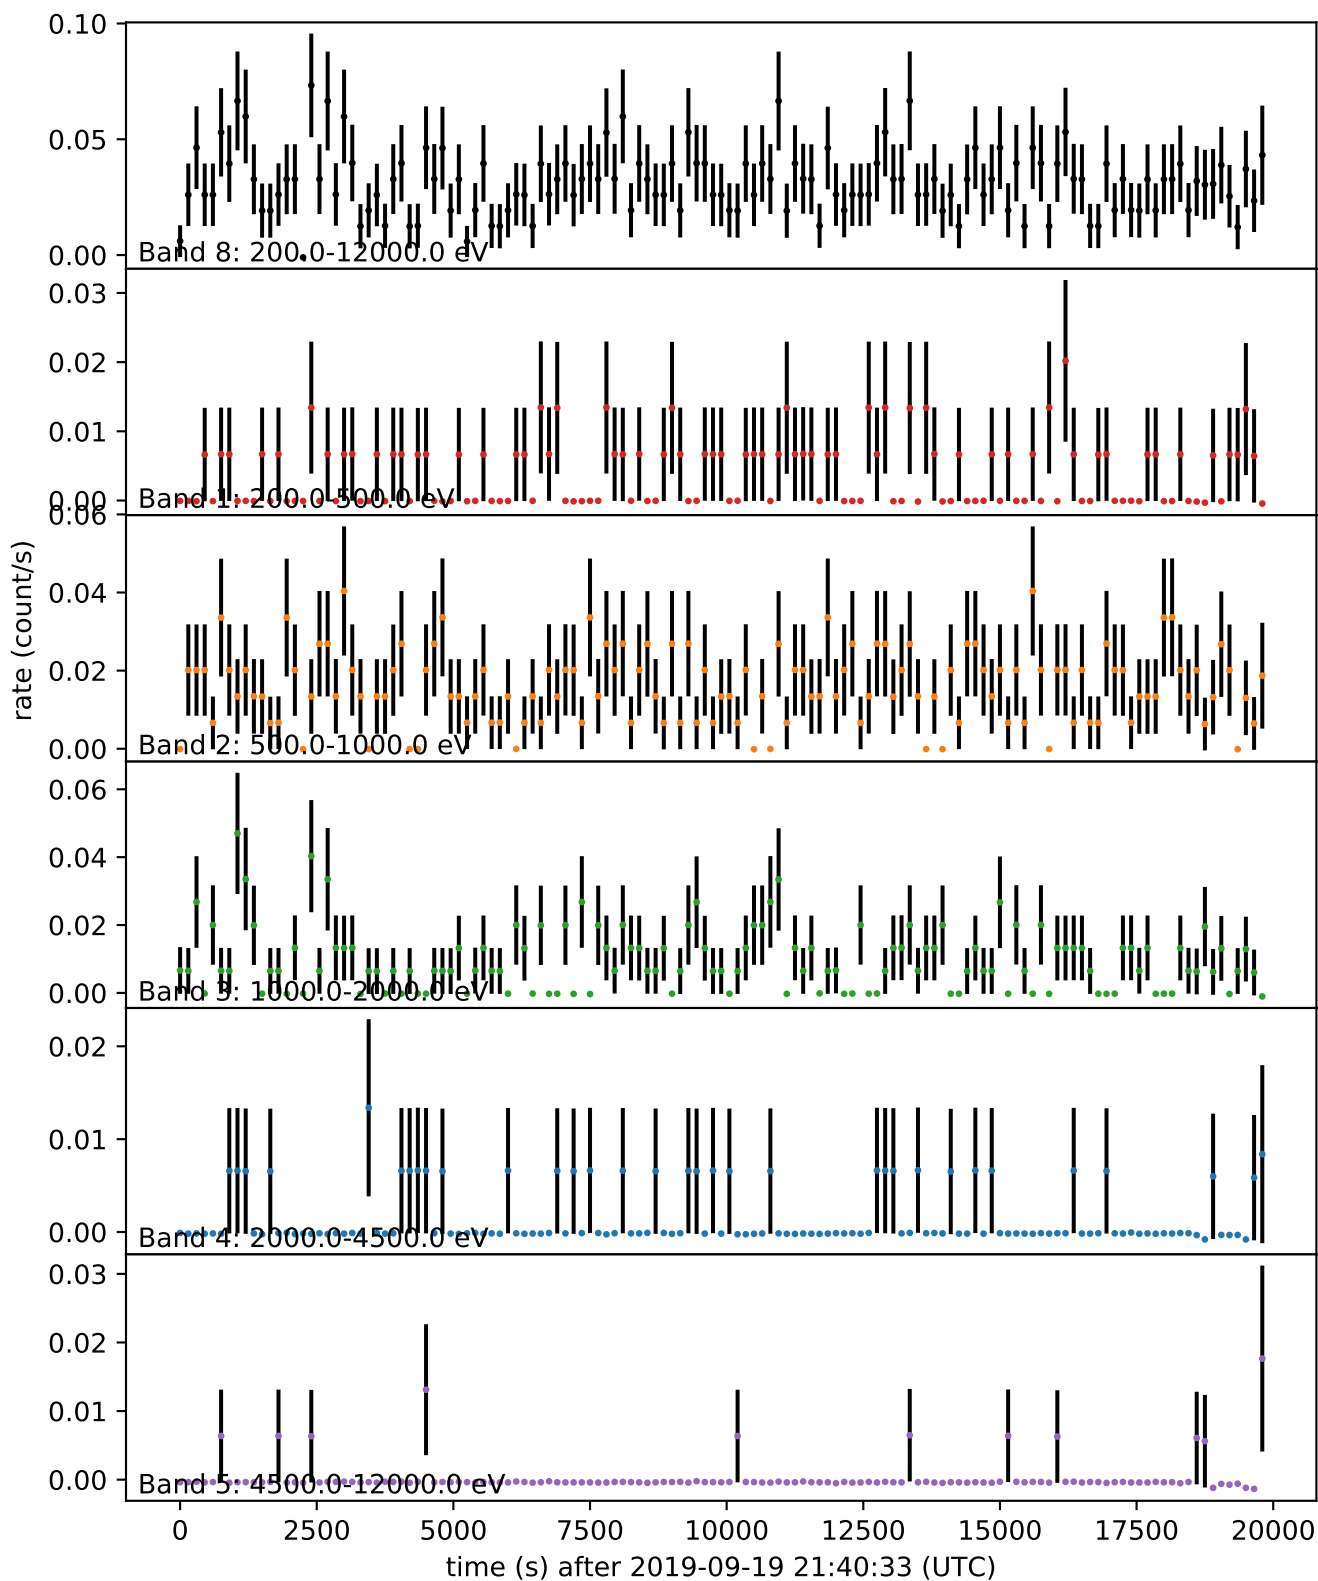 0.10
0.05
0.00
Band 8: 200.0-12000.0 eV
0.03
0.02
0.01
0.00
Band 1: 200.0-500.0 eV
0.06
0.04
0.02
0.00
Band 2: 500.0-1000.0 eV
rate (count/s)
0.06
0.04
0.02
0.00
Band 3: 1000.0-2000.0 eV
0.02
0.01
0.00
Band 4: 2000.0-4500.0 eV
0.03
0.02
0.01
0.00
Band 5: 4500.0-12000.0 eV
0 2500 5000 7500 10000 12500 15000 17500 20000
time (s) after 2019-09-19 21:40:33 (UTC)